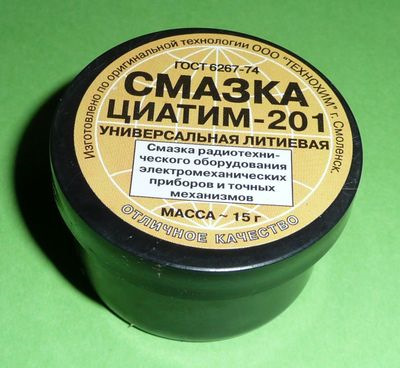 Изготовлено по оригинальной технологии ООО "ТЕХНОХИМ" г. Смоленск.
ГОСТ 6267-74
СМАЗКА
ЦИАТИМ-201
УНИВЕРСАЛЬНАЯ ЛИТИЕВАЯ
Смазка радиотехни-
ческого оборудования
электромеханических
приборов и точных
механизмов
МАССА ~ 15 г
ОТЛИЧНОЕ КАЧЕСТВО